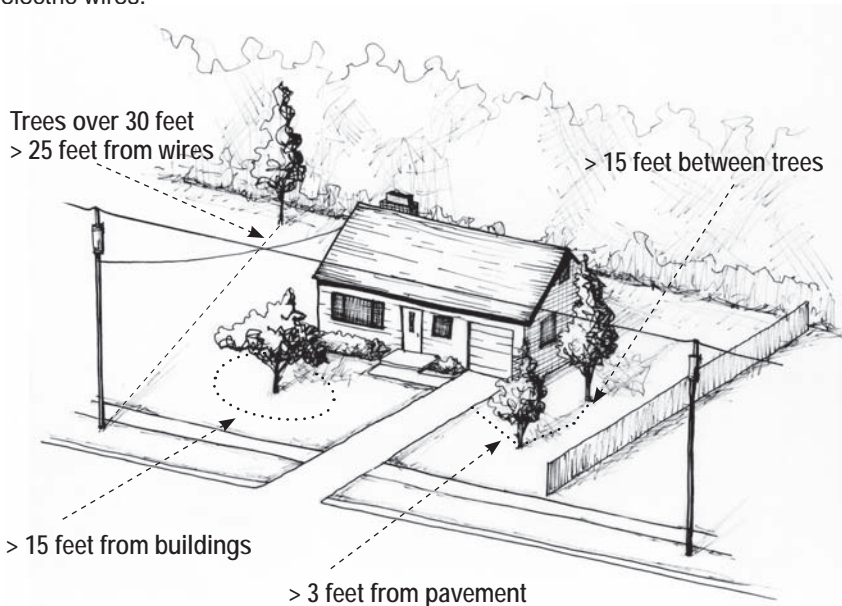 electric wires.
Trees over 30 feet
> 25 feet from wires
> 15 feet between trees
> 15 feet from buildings
> 3 feet from pavement